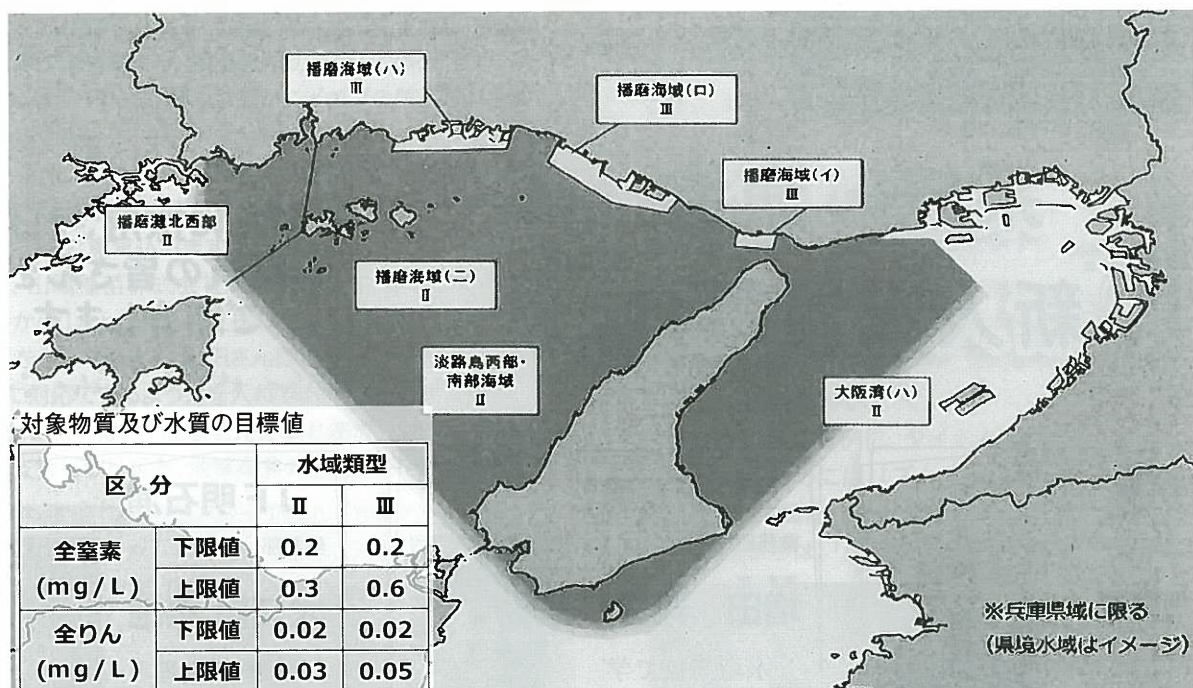 播磨海域(ハ)
Ⅲ
播磨海域(ロ)
Ⅲ
播磨海域(イ)
Ⅲ
播磨灘北西部
Ⅱ
播磨海域(ニ)
Ⅱ
淡路島西部・
南部海域
Ⅱ
大阪湾(ハ)
Ⅱ
対象物質及び水質の目標値
区 分 水域類型
Ⅱ Ⅲ
全窒素 下限値 0.2 0.2
(mg/L) 上限値 0.3 0.6
全りん 下限値 0.02 0.02
(mg/L) 上限値 0.03 0.05
※兵庫県域に限る
(県境水域はイメージ)